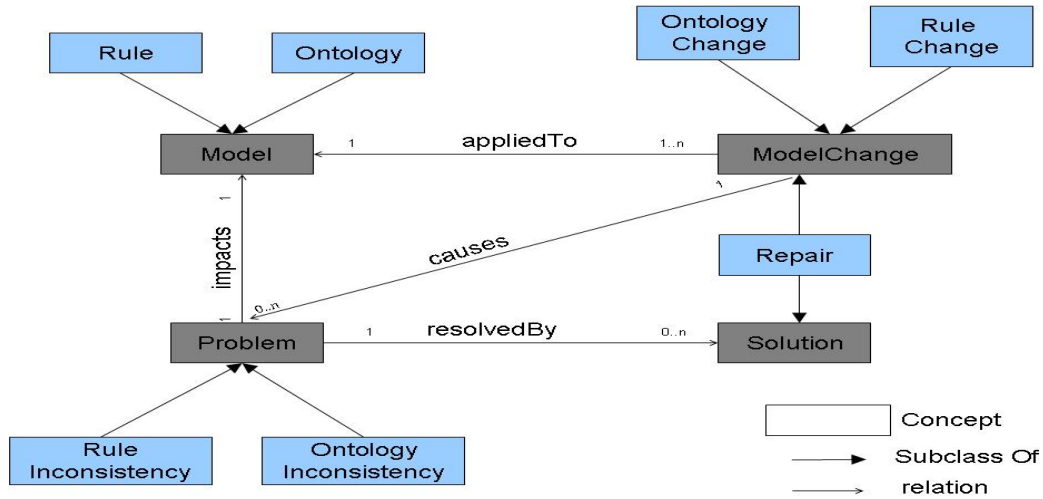 Rule
Ontology
Ontology
Change
Rule
Change
Model
1
appliedTo
1..n
ModelChange
1
1
impacts
causes
Repair
0..n
1
Problem
1
resolvedBy
0..n
Solution
Rule
Inconsistency
Ontology
Inconsistency
Concept
Subclass Of
relation